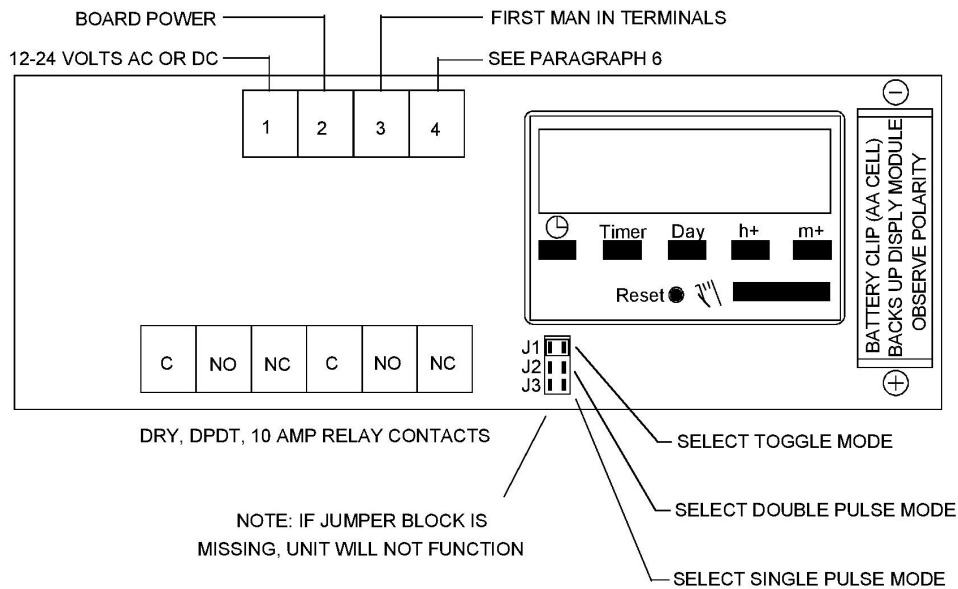 BOARD POWER
FIRST MAN IN TERMINALS
12-24 VOLTS AC OR DC
SEE PARAGRAPH 6
1 2 3 4
BATTERY CLIP (AA CELL)
BACKS UP DISPLY MODULE
OBSERVE POLARITY
Timer Day h+ m+
Reset
J1
J2
J3
C NO NC C NO NC
DRY, DPDT, 10 AMP RELAY CONTACTS
SELECT TOGGLE MODE
SELECT DOUBLE PULSE MODE
NOTE: IF JUMPER BLOCK IS
MISSING, UNIT WILL NOT FUNCTION
SELECT SINGLE PULSE MODE